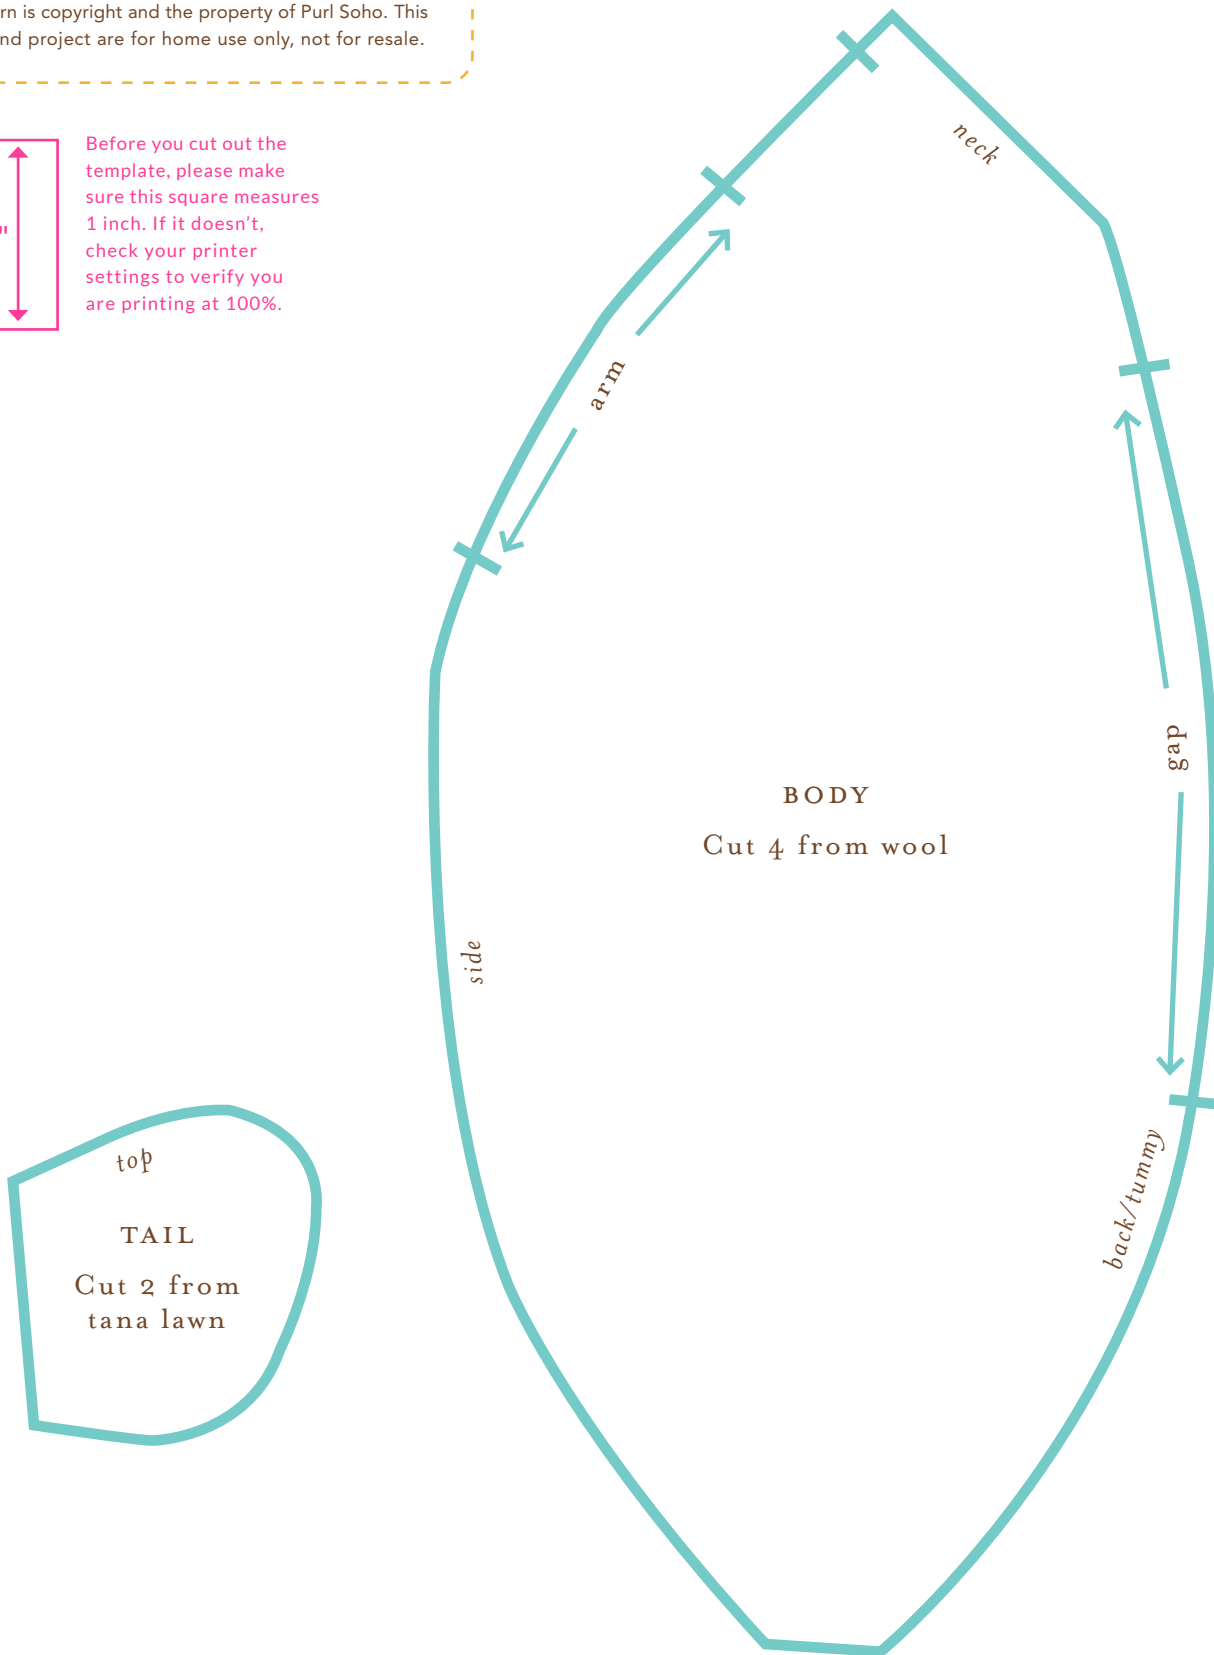 rn is copyright and the property of Purl Soho. This
nd project are for home use only, not for resale.
"
Before you cut out the
template, please make
sure this square measures
1 inch. If it doesn't,
check your printer
settings to verify you
are printing at 100%.
neck
arm
gap
BODY
Cut 4 from wool
side
back/tummy
top
TAIL
Cut 2 from
tana lawn